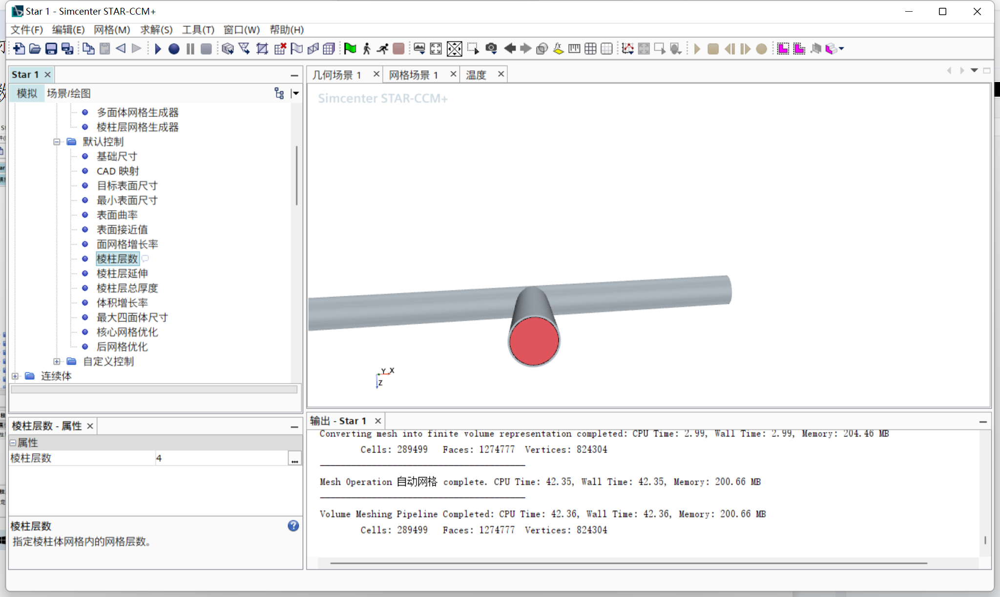 Star 1 - Simcenter STAR-CCM+
文件(F) 编辑(E) 网格(M) 求解(S) 工具(T) 窗口(W) 帮助(H)
Star 1
模拟 场景/绘图
多面体网格生成器
棱柱层网格生成器
默认控制
基础尺寸
CAD 映射
目标表面尺寸
最小表面尺寸
表面曲率
表面接近值
面网格增长率
棱柱层数
棱柱层延伸
棱柱层总厚度
体积增长率
最大四面体尺寸
核心网格优化
后网格优化
自定义控制
连续体
棱柱层数 - 属性
属性
棱柱层数 4
...
棱柱层数
指定棱柱体网格内的网格层数。
几何场景 1 网格场景 1 温度
Simcenter STAR-CCM+
Y X
Z
输出 - Star 1
Converting mesh into finite volume representation completed: CPU Time: 2.99, Wall Time: 2.99, Memory: 204.46 MB
Cells: 289499 Faces: 1274777 Vertices: 824304
Mesh Operation 自动网格 complete. CPU Time: 42.35, Wall Time: 42.35, Memory: 200.66 MB
Volume Meshing Pipeline Completed: CPU Time: 42.36, Wall Time: 42.36, Memory: 200.66 MB
Cells: 289499 Faces: 1274777 Vertices: 824304